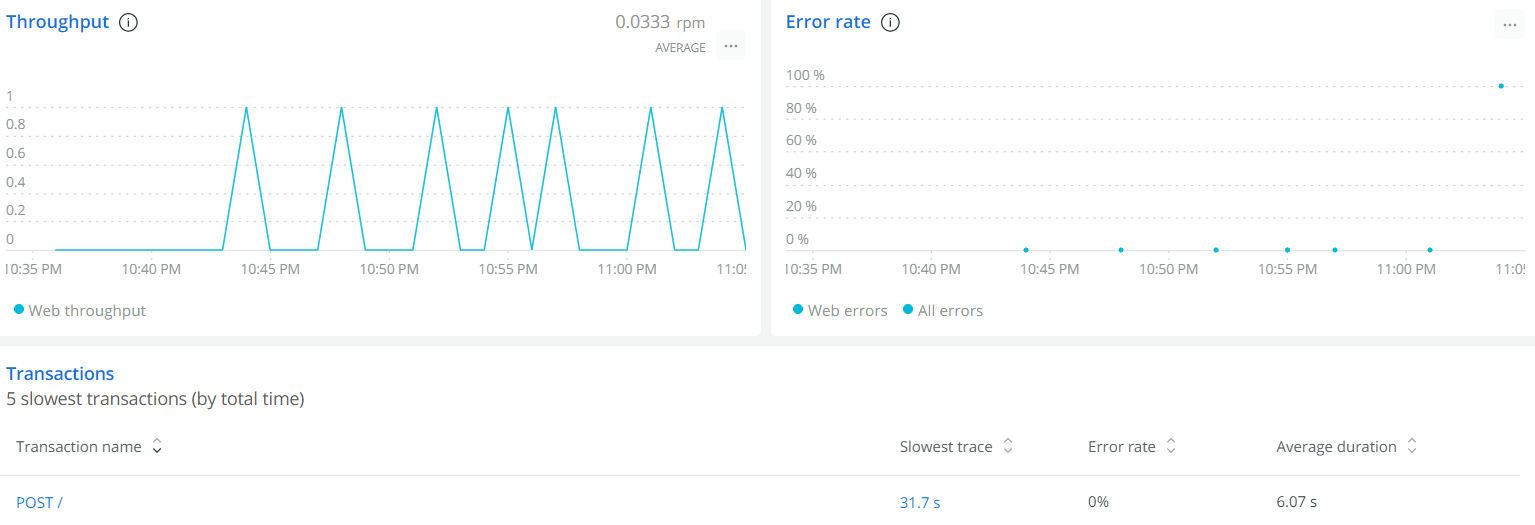 Throughput
0.0333 rpm
AVERAGE
1
0.8
0.6
0.4
0.2
0
10:35 PM 10:40 PM 10:45 PM 10:50 PM 10:55 PM 11:00 PM 11:05
Web throughput
Error rate
100 %
80 %
60 %
40 %
20 %
0 %
10:35 PM 10:40 PM 10:45 PM 10:50 PM 10:55 PM 11:00 PM 11:05
Web errors All errors
Transactions
5 slowest transactions (by total time)
Transaction name Slowest trace Error rate Average duration
POST / 31.7 s 0% 6.07 s